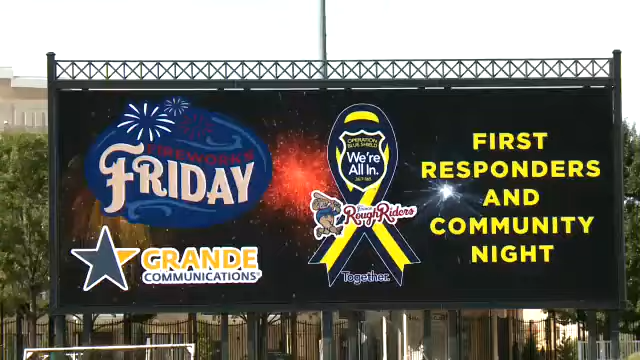 FIREWORKS
FRIDAY
GRANDE
COMMUNICATIONS
OPERATION
BLUE SHIELD
We're
All In.
RoughRiders
Together.
FIRST
RESPONDERS
AND
COMMUNITY
NIGHT